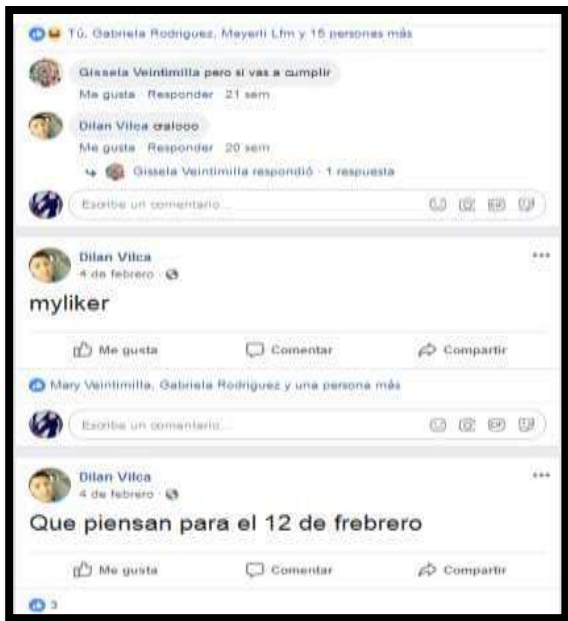 Tú, Gabriela Rodriguez, Mayerli Lfm y 15 personas más
Gissela Veintimilla pero si vas a cumplir
Me gusta Responder 21 sem
Dilan Vilca cralooo
Me gusta Responder 20 sem
Gissela Veintimilla respondió · 1 respuesta
Escribe un comentario...
GIF
Dilan Vilca
4 de febrero ·
myliker
Me gusta Comentar Compartir
Mary Veintimilla, Gabriela Rodriguez y una persona más
Escribe un comentario...
GIF
Dilan Vilca
4 de febrero ·
Que piensan para el 12 de frebrero
Me gusta Comentar Compartir
3